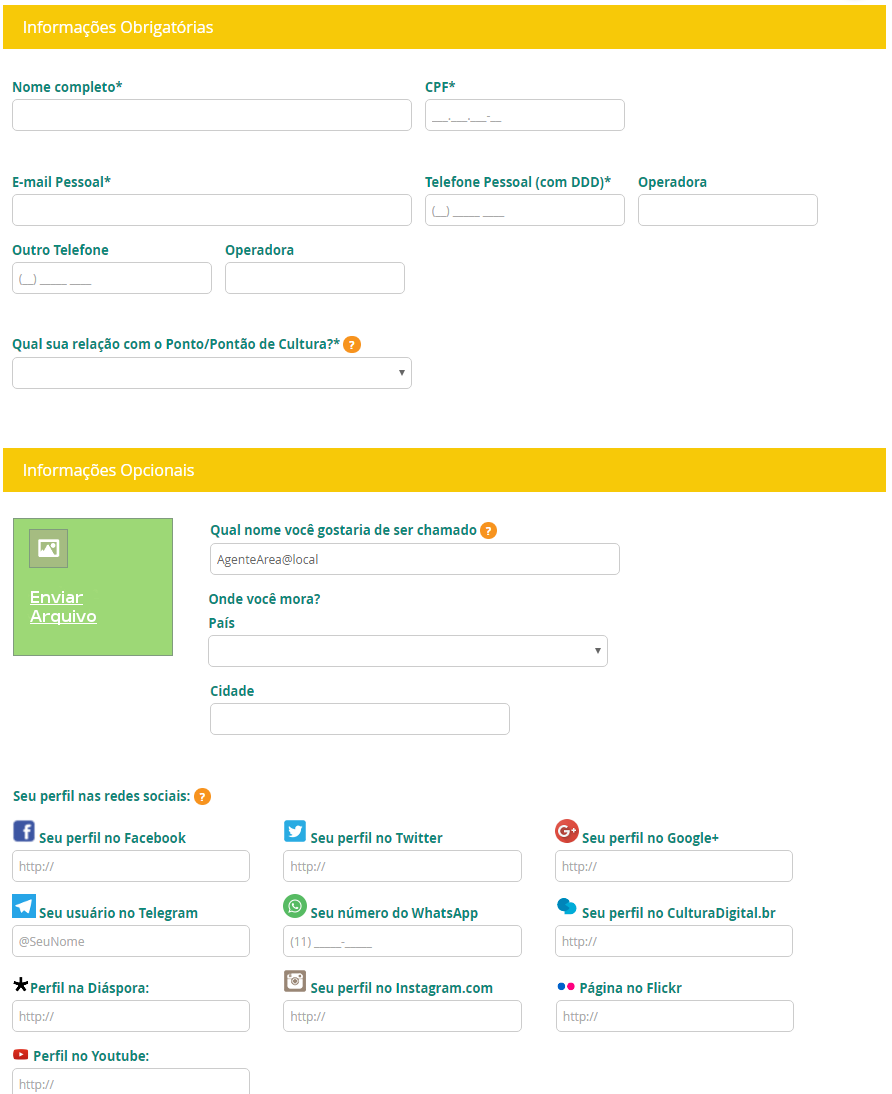 Informações Obrigatórias
Nome completo* CPF*
___.___.___-__
E-mail Pessoal* Telefone Pessoal (com DDD)* Operadora
(__) _____ ____
Outro Telefone Operadora
(__) _____ ____
Qual sua relação com o Ponto/Pontão de Cultura?* ?
Informações Opcionais
Enviar
Arquivo
Qual nome você gostaria de ser chamado ?
AgenteArea@local
Onde você mora?
País
Cidade
Seu perfil nas redes sociais: ?
Seu perfil no Facebook Seu perfil no Twitter G+ Seu perfil no Google+
http:// http:// http://
Seu usuário no Telegram Seu número do WhatsApp Seu perfil no CulturaDigital.br
@SeuNome (11) _____-_____ http://
*Perfil na Diáspora: Seu perfil no Instagram.com Página no Flickr
http:// http:// http://
Perfil no Youtube:
http://